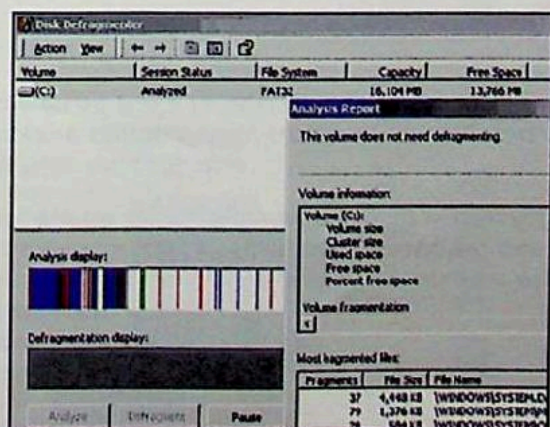 Disk Defragmenter
Action View
Volume Session Status File System Capacity Free Space
(C:) Analyzed FAT32 16,104 MB 13,766 MB
Analysis Report
This volume does not need defragmenting.
Volume information:
Volume (C:):
Volume size
Cluster size
Used space
Free space
Percent free space
Volume fragmentation
Analysis display:
Defragmentation display:
Most fragmented files:
Fragments File Size File Name
37 4,448 KB \WINDOWS\SYSTEM.D
79 1,376 KB \WINDOWS\SYSTEM\
Analyze Defragment Pause